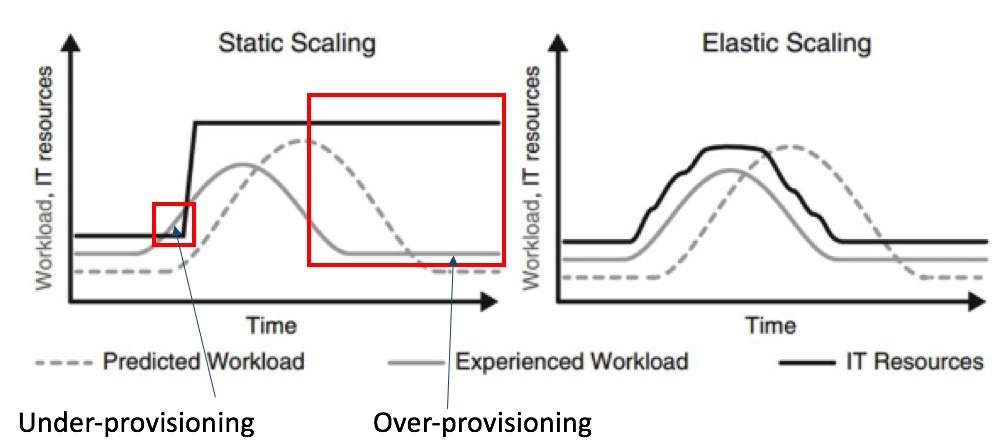 Static Scaling
Elastic Scaling
Workload, IT resources
Workload, IT resources
Time
Time
Predicted Workload
Experienced Workload
IT Resources
Under-provisioning
Over-provisioning